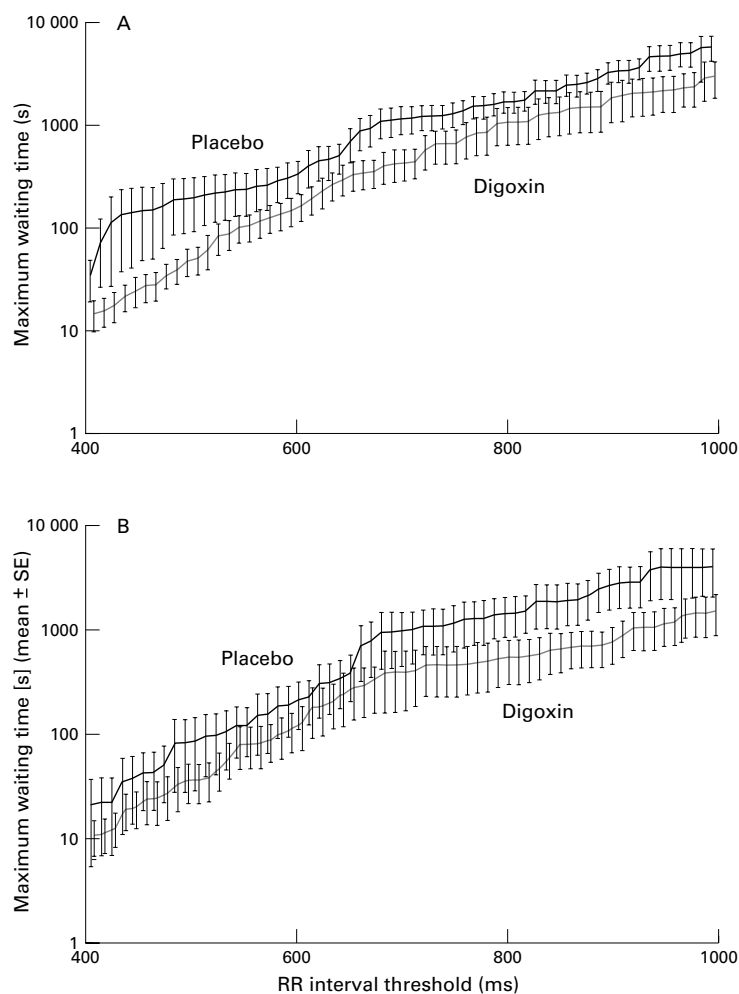 A
10 000
1000
100
10
1
Maximum waiting time (s)
Placebo
Digoxin
400
600
800
1000
B
10 000
1000
100
10
1
Maximum waiting time [s] (mean ± SE)
Placebo
Digoxin
400
600
800
1000
RR interval threshold (ms)